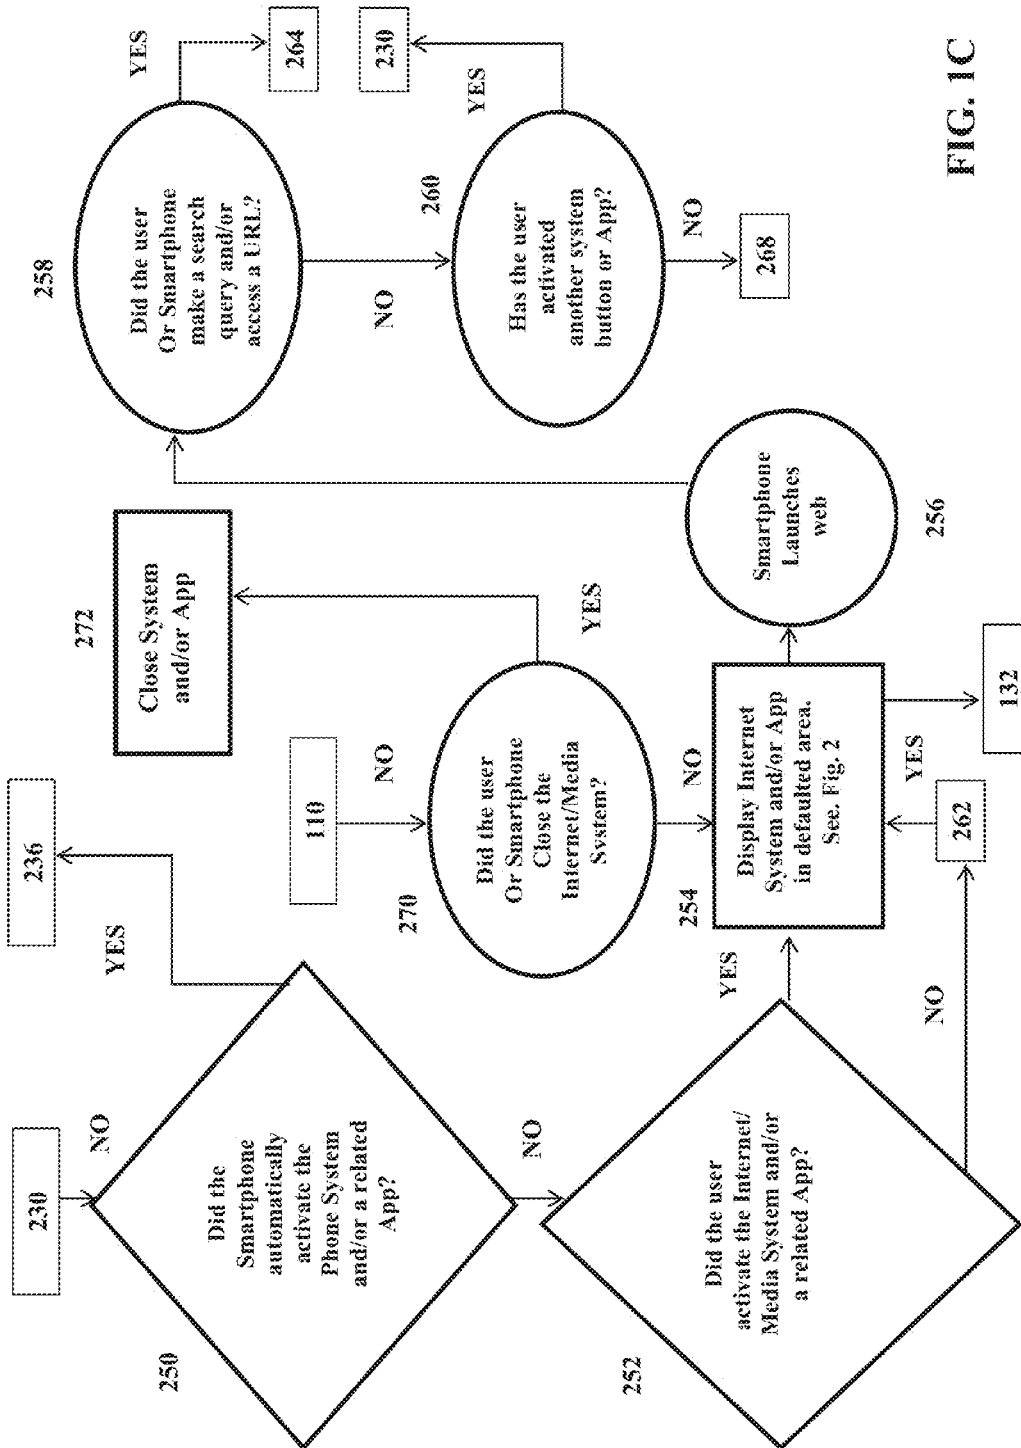 230
NO
250
Did the
Smartphone
automatically
activate the
Phone System
and/or a related
App?
YES
236
NO
252
Did the user
activate the Internet/
Media System and/or
a related App?
YES
NO
262
YES
110
NO
270
Did the user
Or Smartphone
Close the
Internet/Media
System?
YES
272
Close System
and/or App
NO
254
Display Internet
System and/or App
in defaulted area.
See. Fig. 2
YES
132
Smartphone
Launches
web
256
258
Did the user
Or Smartphone
make a search
query and/or
access a URL?
YES
264
NO
260
Has the user
activated
another system
button or App?
YES
230
NO
268
FIG. 1C